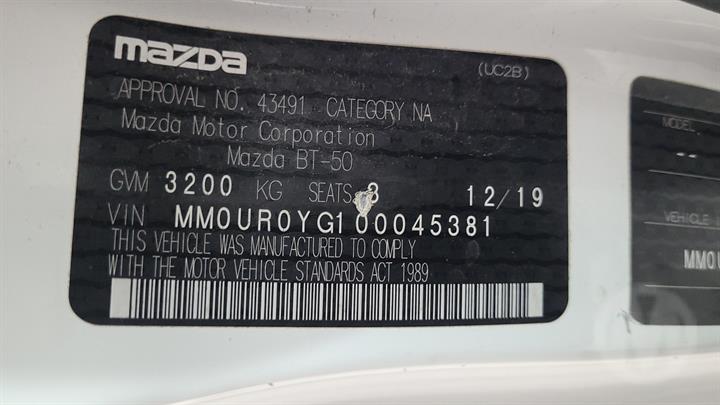 mazda
(UC2B)
APPROVAL NO. 43491 CATEGORY NA
Mazda Motor Corporation
Mazda BT-50
GVM 3200 KG SEATS 3 12/19
VIN MM0UR0YG100045381
THIS VEHICLE WAS MANUFACTURED TO COMPLY
WITH THE MOTOR VEHICLE STANDARDS ACT 1989
MODEL
--
VEHICLE
MM0U